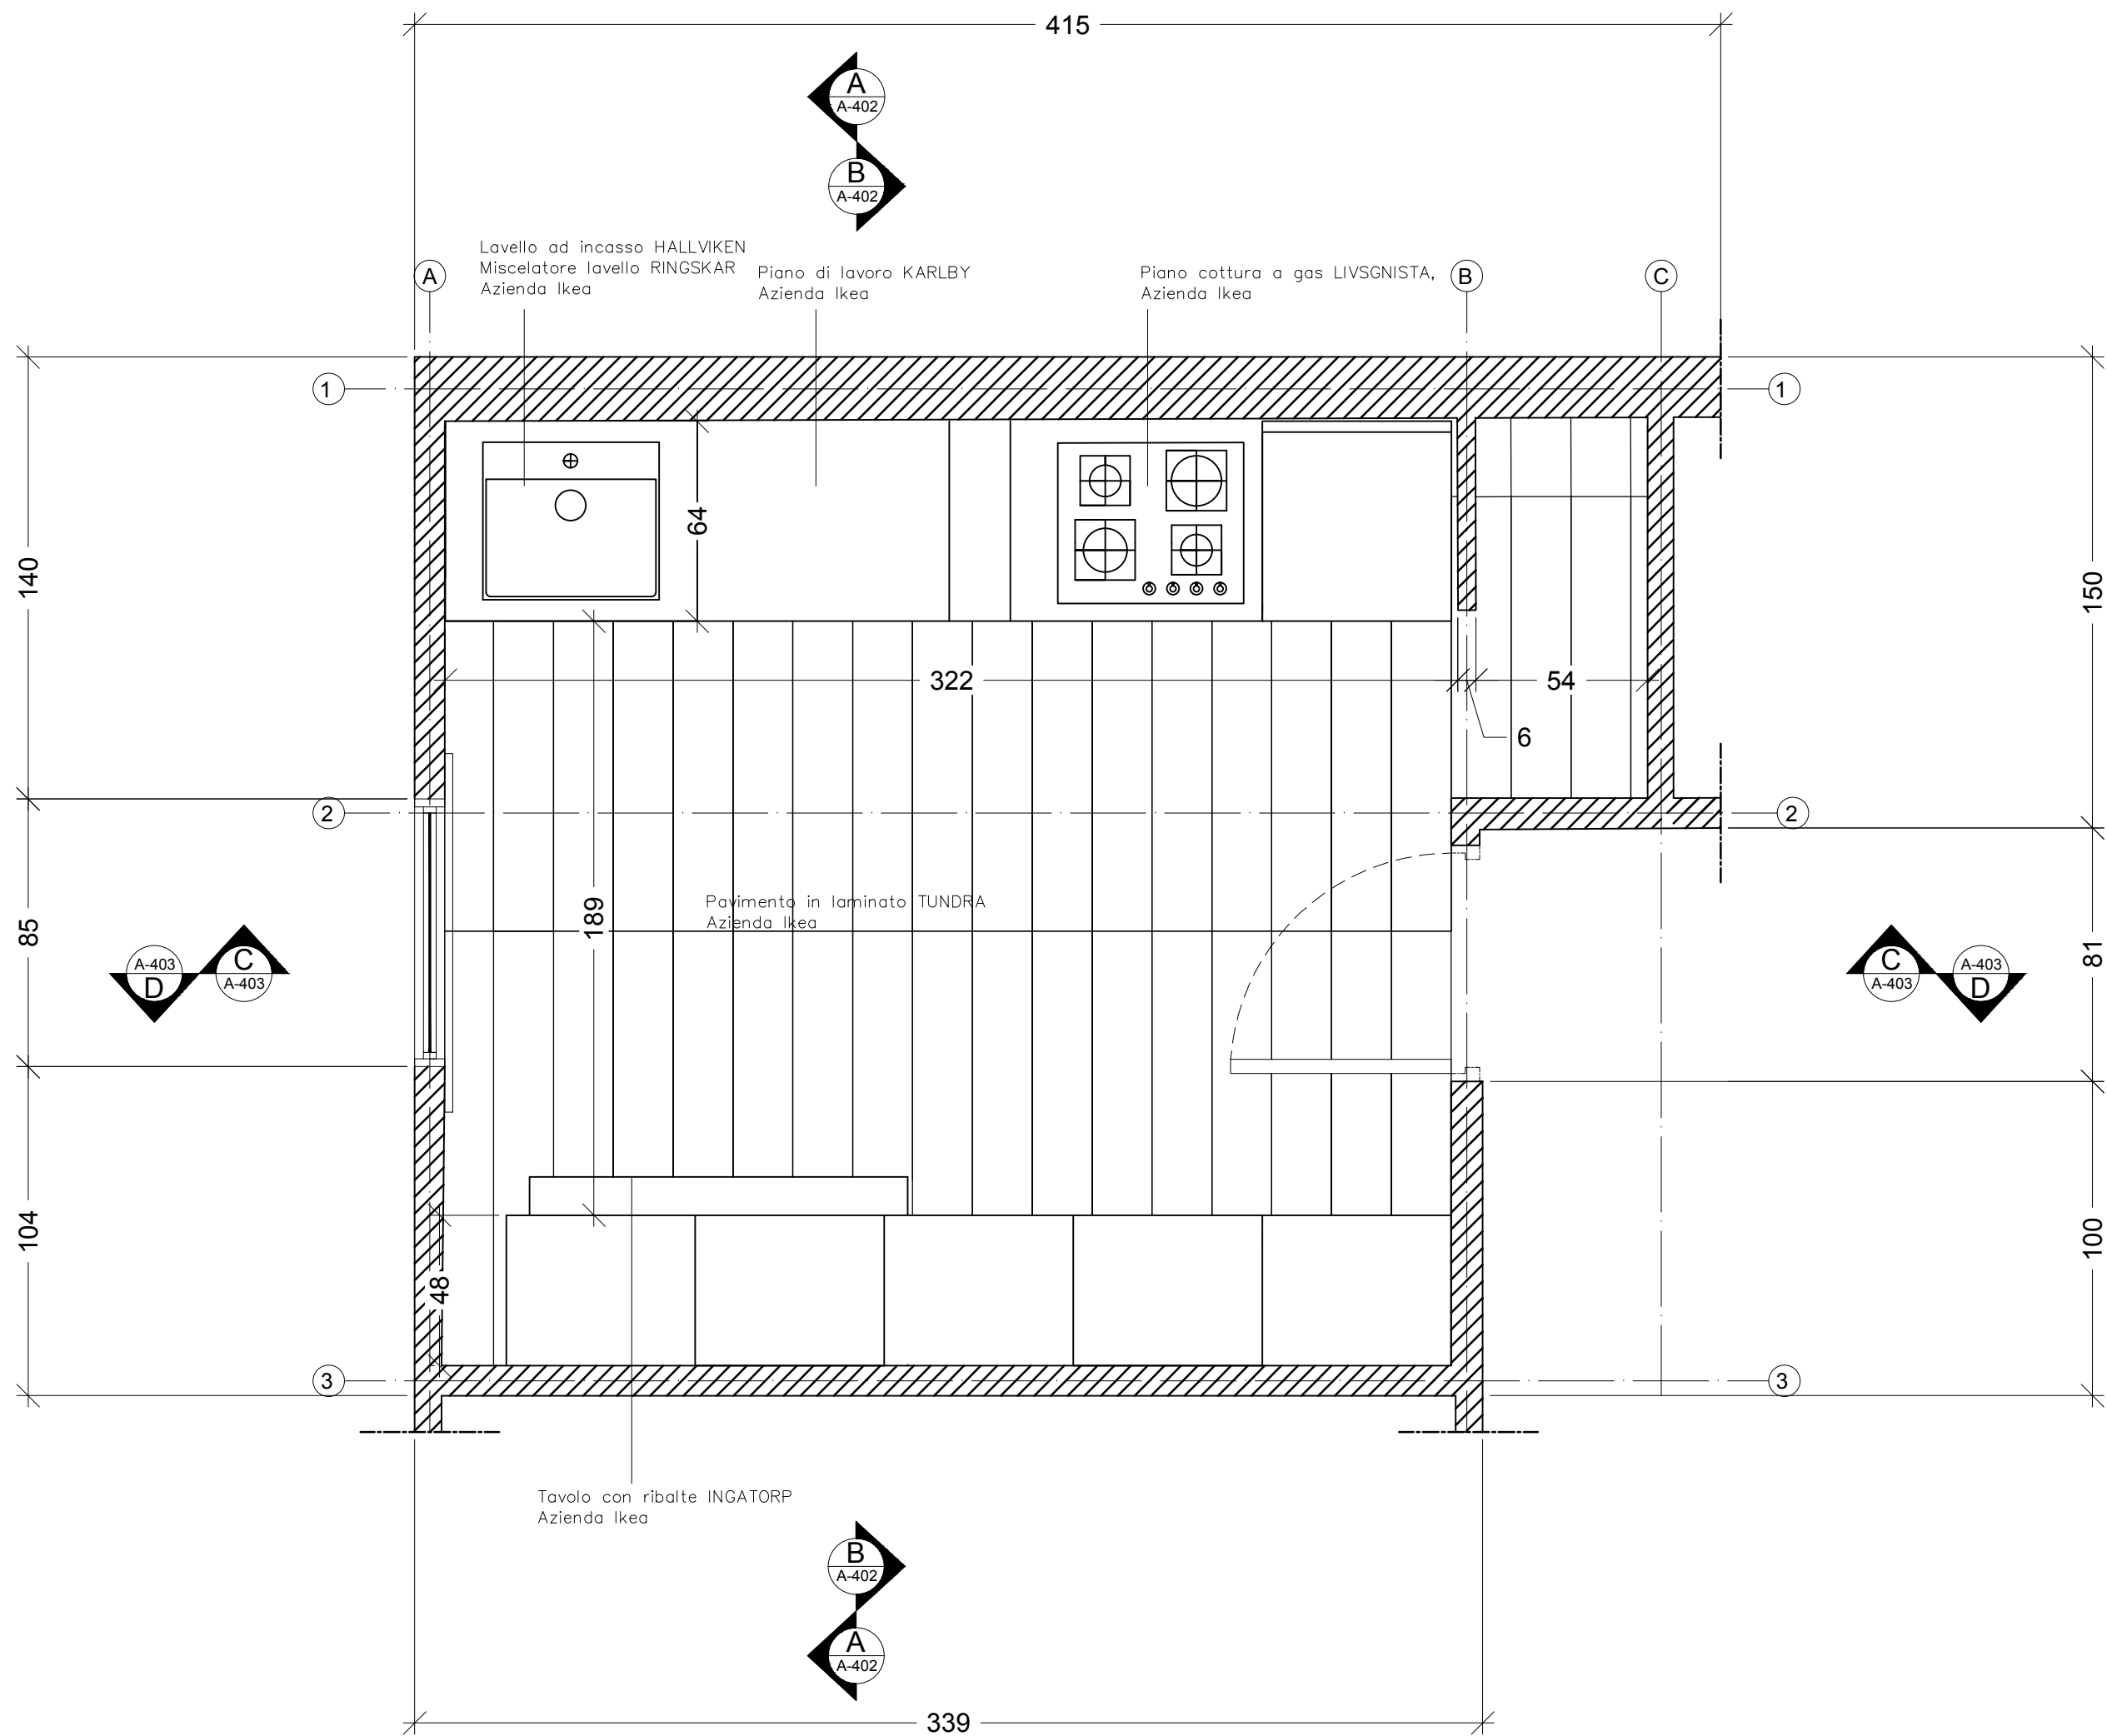 415
A
A-402
B
A-402
Lavello ad incasso HALLVIKEN
Miscelatore lavello RINGSKAR
Azienda Ikea
Piano di lavoro KARLBY
Azienda Ikea
Piano cottura a gas LIVSGNISTA,
Azienda Ikea
A
B
C
1
1
64
140
150
322
54
6
2
2
Pavimento in laminato TUNDRA
Azienda Ikea
189
85
81
A-403
D
C
A-403
C
A-403
A-403
D
104
48
100
3
3
Tavolo con ribalte INGATORP
Azienda Ikea
B
A-402
A
A-402
339